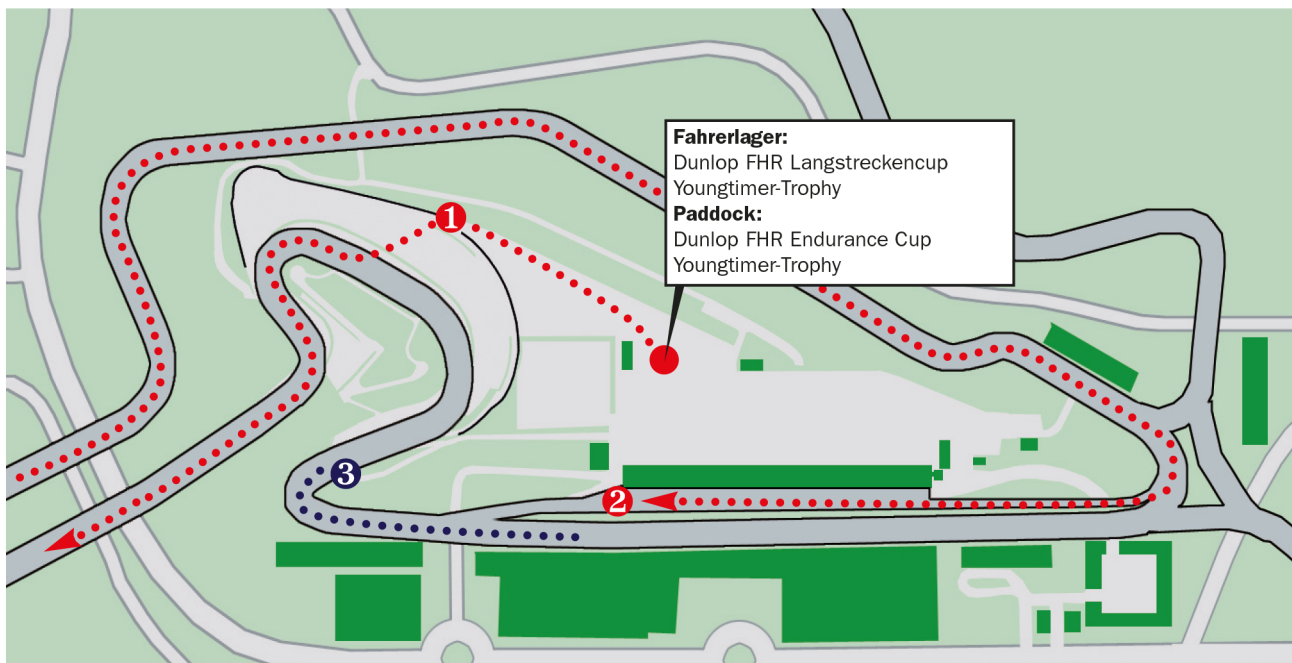 Fahrerlager:
Dunlop FHR Langstreckencup
Youngtimer-Trophy
Paddock:
Dunlop FHR Endurance Cup
Youngtimer-Trophy
1
3
2